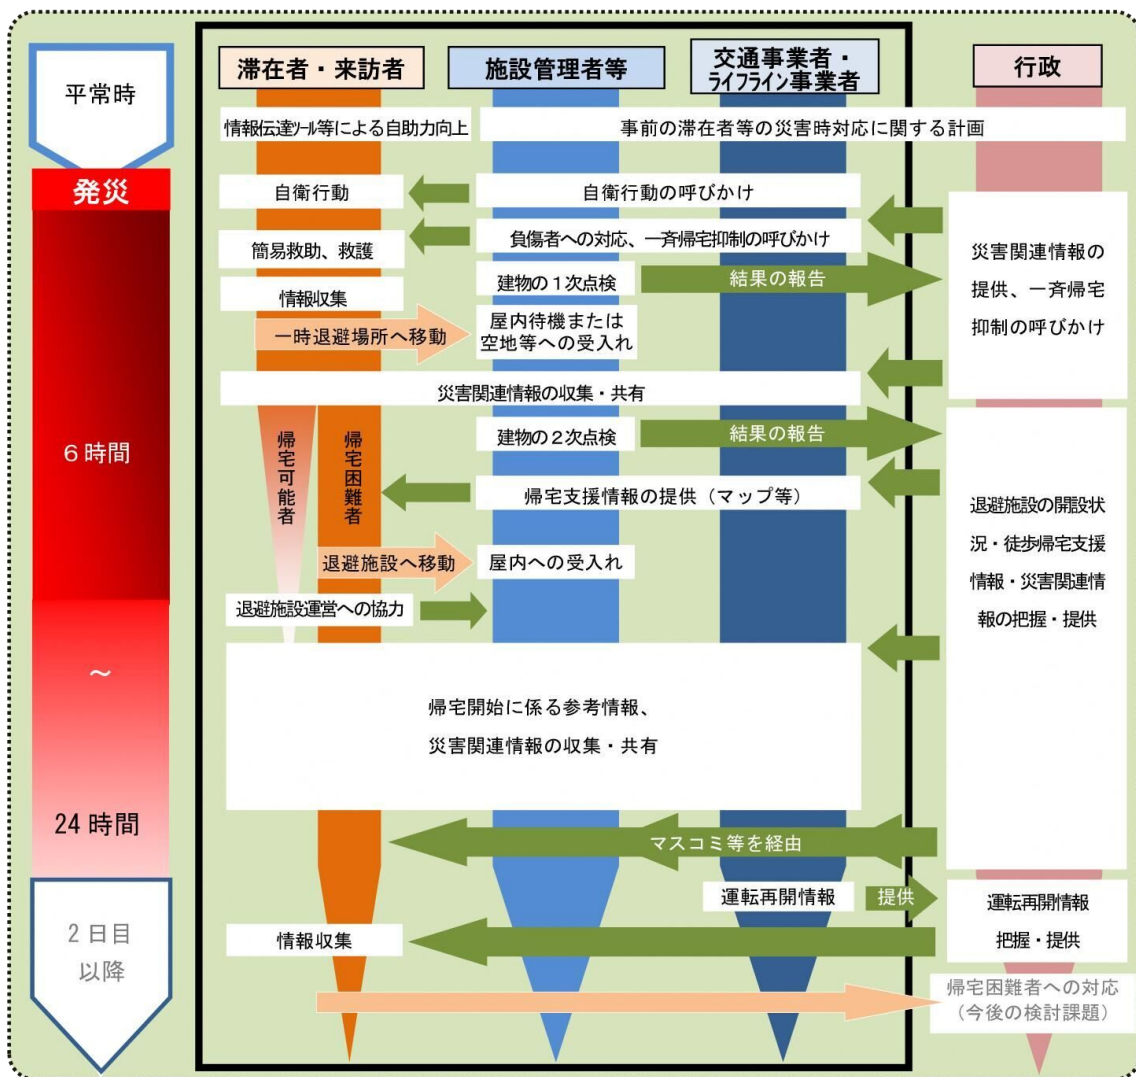 滞在者・来訪者
施設管理者等
交通事業者・
ライフライン事業者
行政
平常時
情報伝達ツール等による自助力向上
事前の滞在者等の災害時対応に関する計画
発災
自衛行動
自衛行動の呼びかけ
簡易救助、救護
負傷者への対応、一斉帰宅抑制の呼びかけ
災害関連情報の
提供、一斉帰宅
抑制の呼びかけ
情報収集
建物の1次点検
結果の報告
一時退避場所へ移動
屋内待機または
空地等への受入れ
災害関連情報の収集・共有
6時間
帰宅可能者
帰宅困難者
建物の2次点検
結果の報告
帰宅支援情報の提供（マップ等）
退避施設の開設状
況・徒歩帰宅支援
情報・災害関連情
報の把握・提供
退避施設へ移動
屋内への受入れ
退避施設運営への協力
～
帰宅開始に係る参考情報、
災害関連情報の収集・共有
24時間
マスコミ等を経由
運転再開情報
提供
運転再開情報
把握・提供
2日目
以降
情報収集
帰宅困難者への対応
（今後の検討課題）